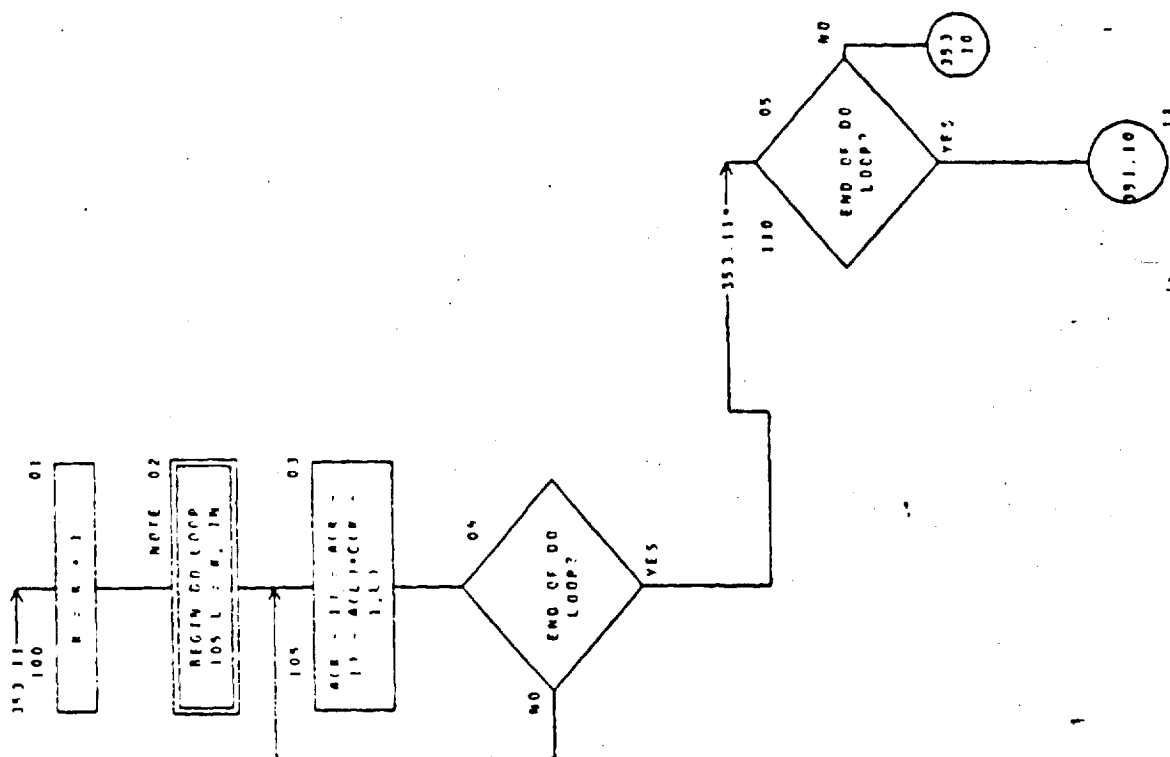 353.11
100
01
NOTE 02
BEGIN DO LOOP
105 L = K, IN
105
03
1,L)
04
END OF DO
LOOP?
NO
YES
353.11*
110
05
END OF DO
LOOP?
NO
353
10
YES
091.10